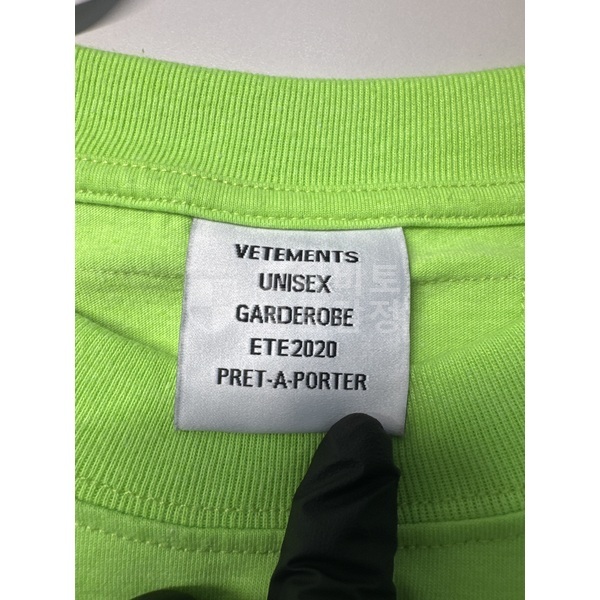 VETEMENTS
UNISEX
GARDEROBE
ETE2020
PRET-A-PORTER